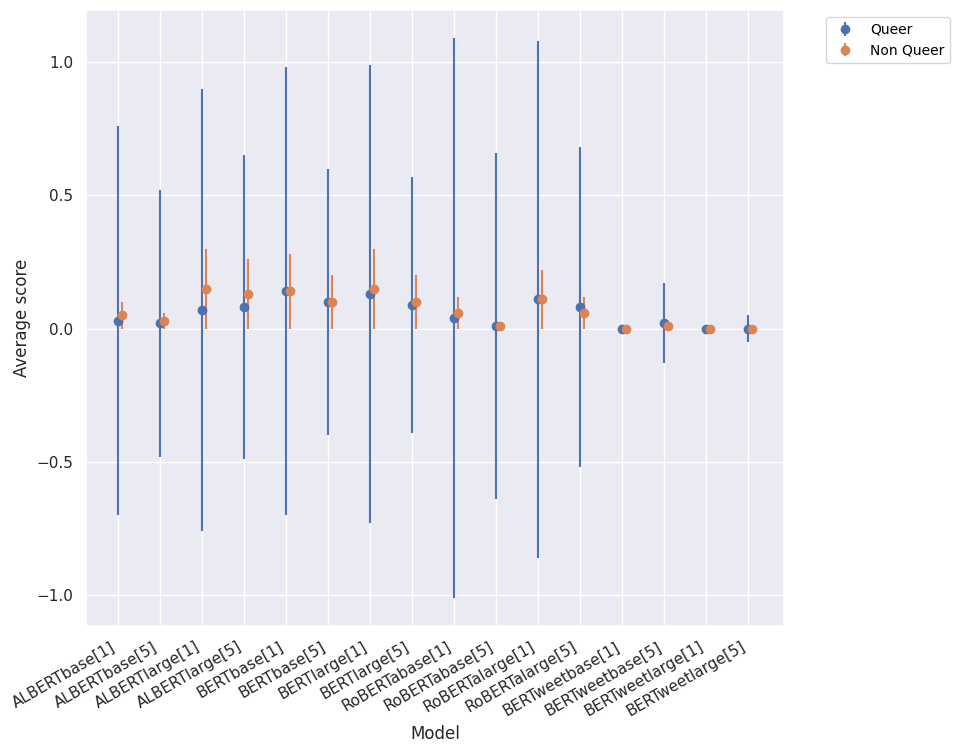 Queer
Non Queer
1.0
0.5
0.0
−0.5
−1.0
Average score
ALBERTbase[1]
ALBERTbase[5]
ALBERTlarge[1]
ALBERTlarge[5]
BERTbase[1]
BERTbase[5]
BERTlarge[1]
BERTlarge[5]
RoBERTabase[1]
RoBERTabase[5]
RoBERTalarge[1]
RoBERTalarge[5]
BERTweetbase[1]
BERTweetbase[5]
BERTweetlarge[1]
BERTweetlarge[5]
Model